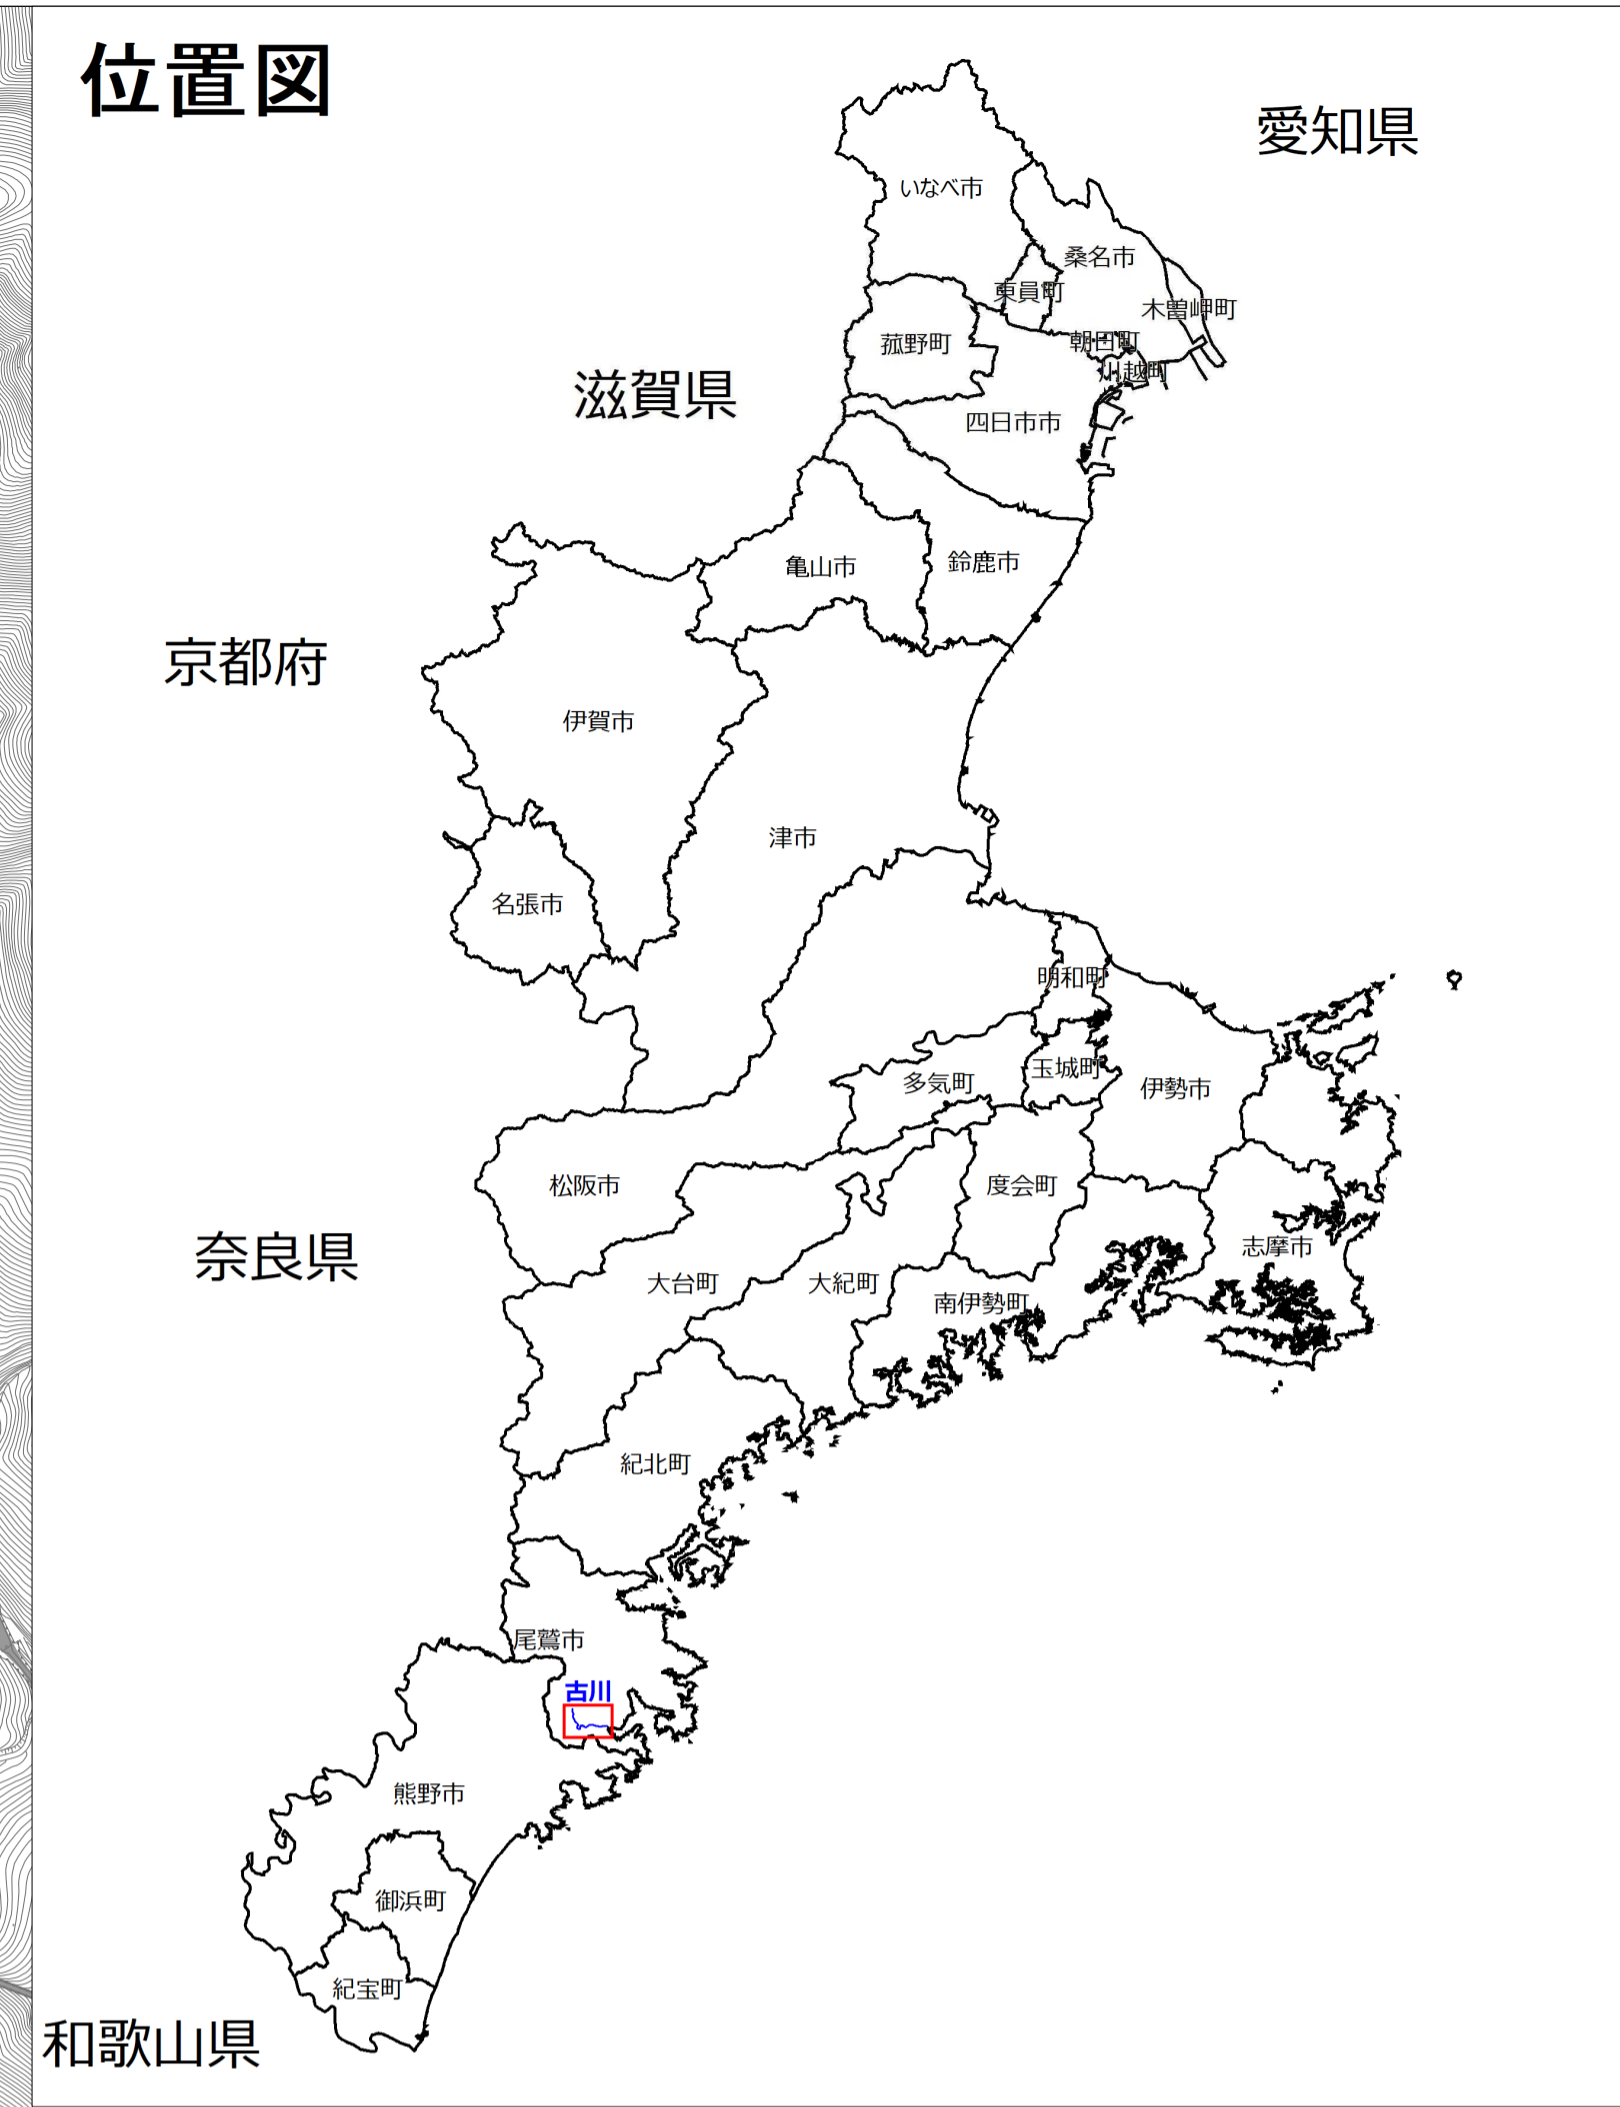 位置図
愛知県
いなべ市
桑名市
東員町
木曽岬町
菰野町
朝日町
川越町
滋賀県
四日市市
亀山市
鈴鹿市
京都府
伊賀市
津市
名張市
明和町
多気町
玉城町
伊勢市
松阪市
度会町
奈良県
志摩市
大台町
大紀町
南伊勢町
紀北町
尾鷲市
古川
熊野市
御浜町
紀宝町
和歌山県